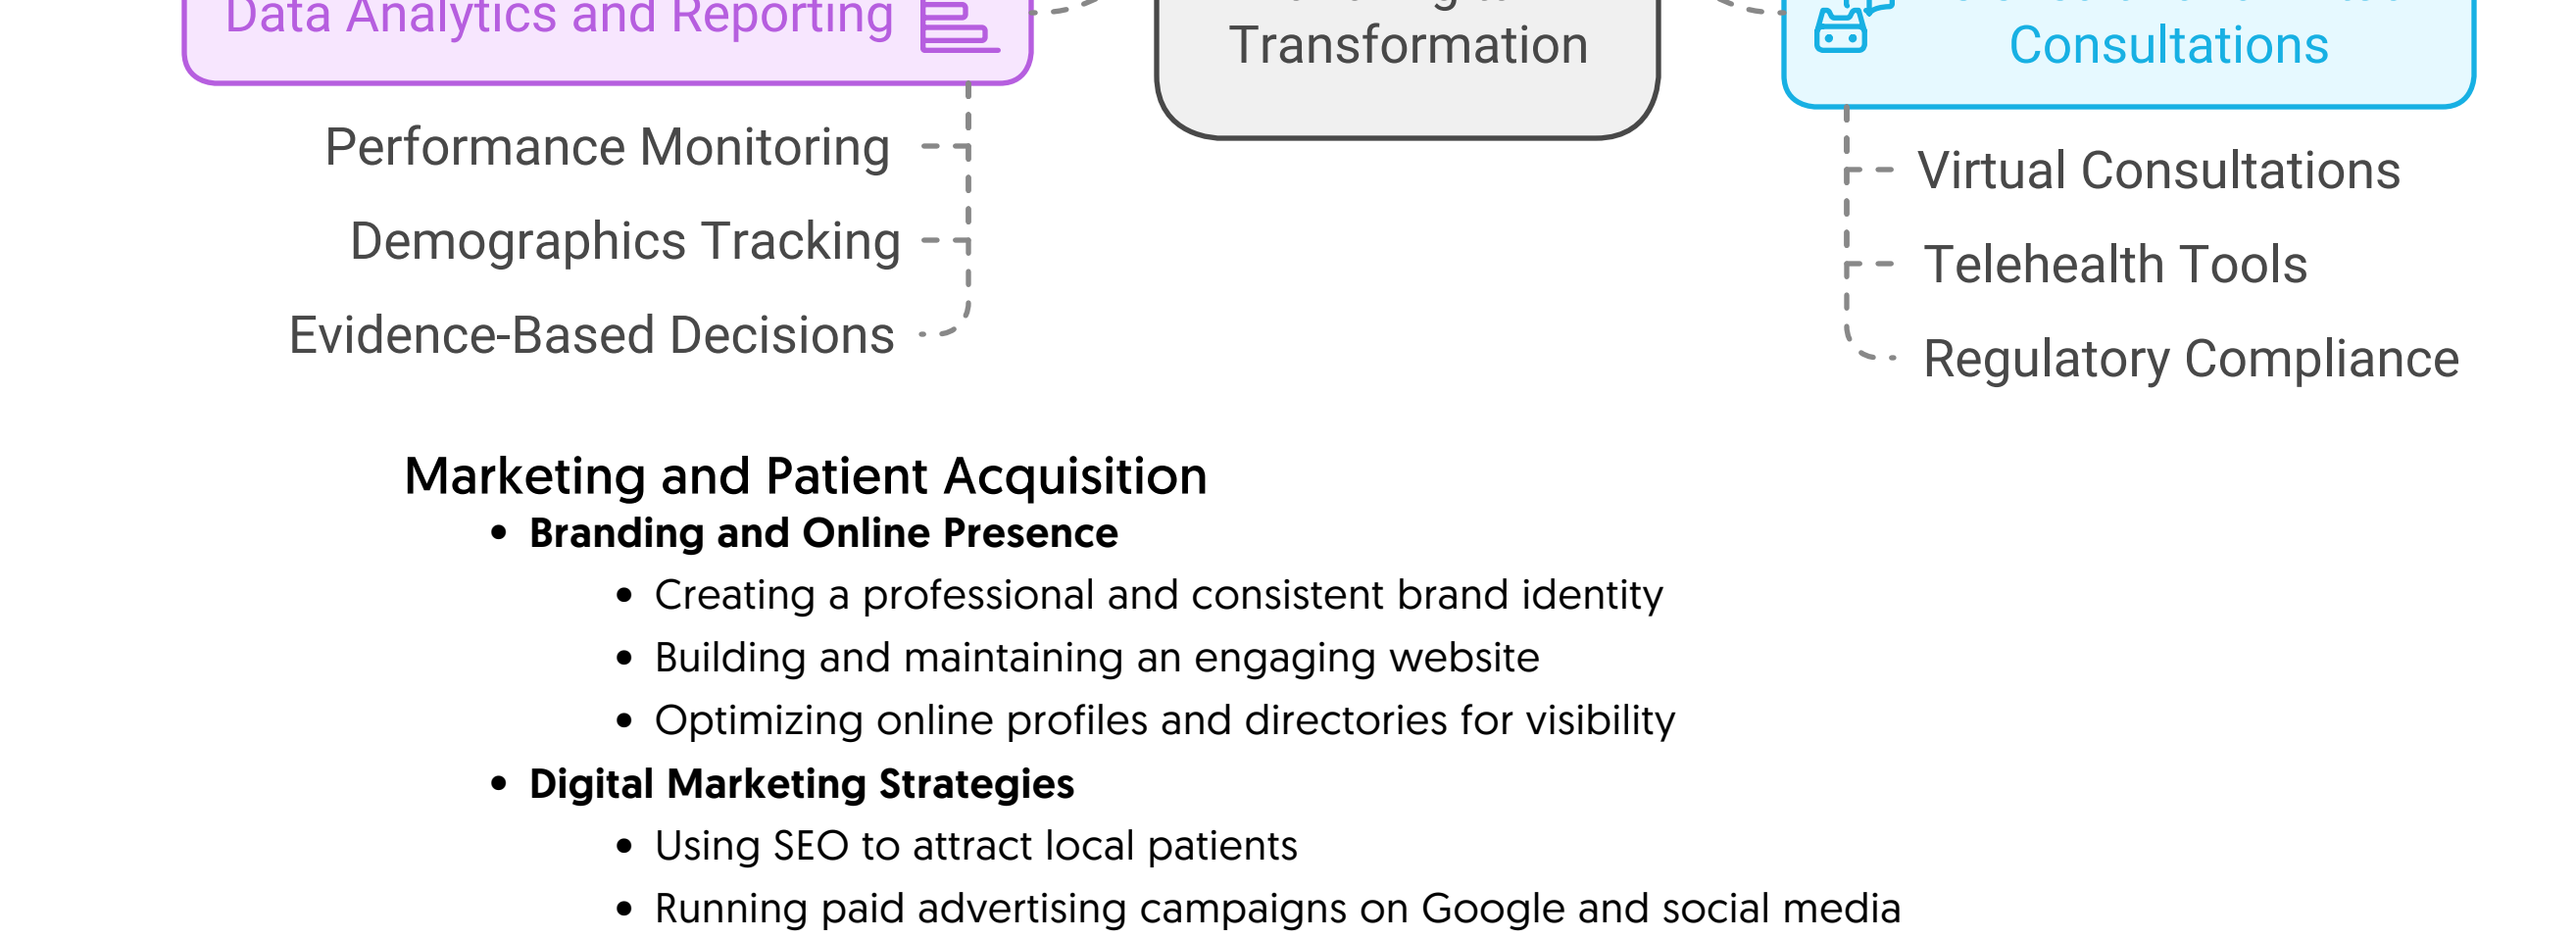 Data Analytics and Reporting
Transformation
Consultations
Performance Monitoring
Demographics Tracking
Evidence-Based Decisions
Virtual Consultations
Telehealth Tools
Regulatory Compliance
Marketing and Patient Acquisition
• Branding and Online Presence
• Creating a professional and consistent brand identity
• Building and maintaining an engaging website
• Optimizing online profiles and directories for visibility
• Digital Marketing Strategies
• Using SEO to attract local patients
• Running paid advertising campaigns on Google and social media